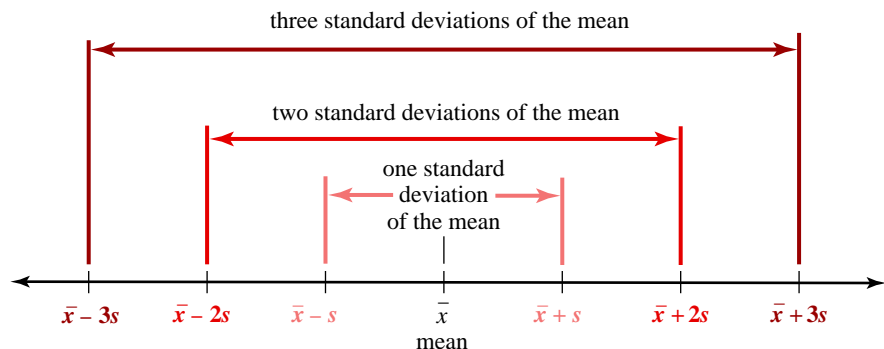 three standard deviations of the mean
two standard deviations of the mean
one standard
deviation
of the mean
x̄ – 3s x̄ – 2s x̄ – s x̄ x̄ + s x̄ + 2s x̄ + 3s
mean